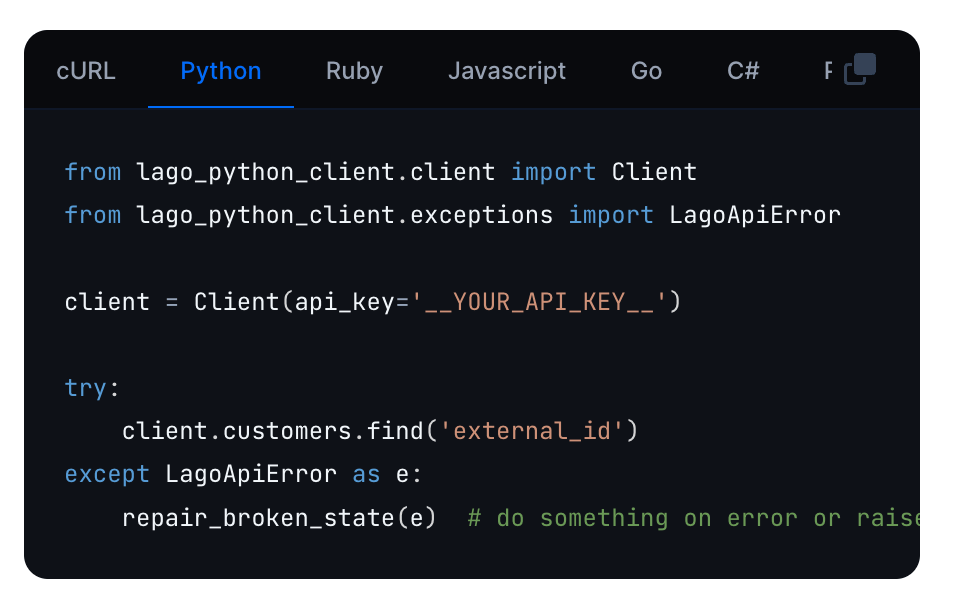 cURL Python Ruby Javascript Go C#
from lago_python_client.client import Client
from lago_python_client.exceptions import LagoApiError
client = Client(api_key='__YOUR_API_KEY__')
try:
    client.customers.find('external_id')
except LagoApiError as e:
    repair_broken_state(e)  # do something on error or raise